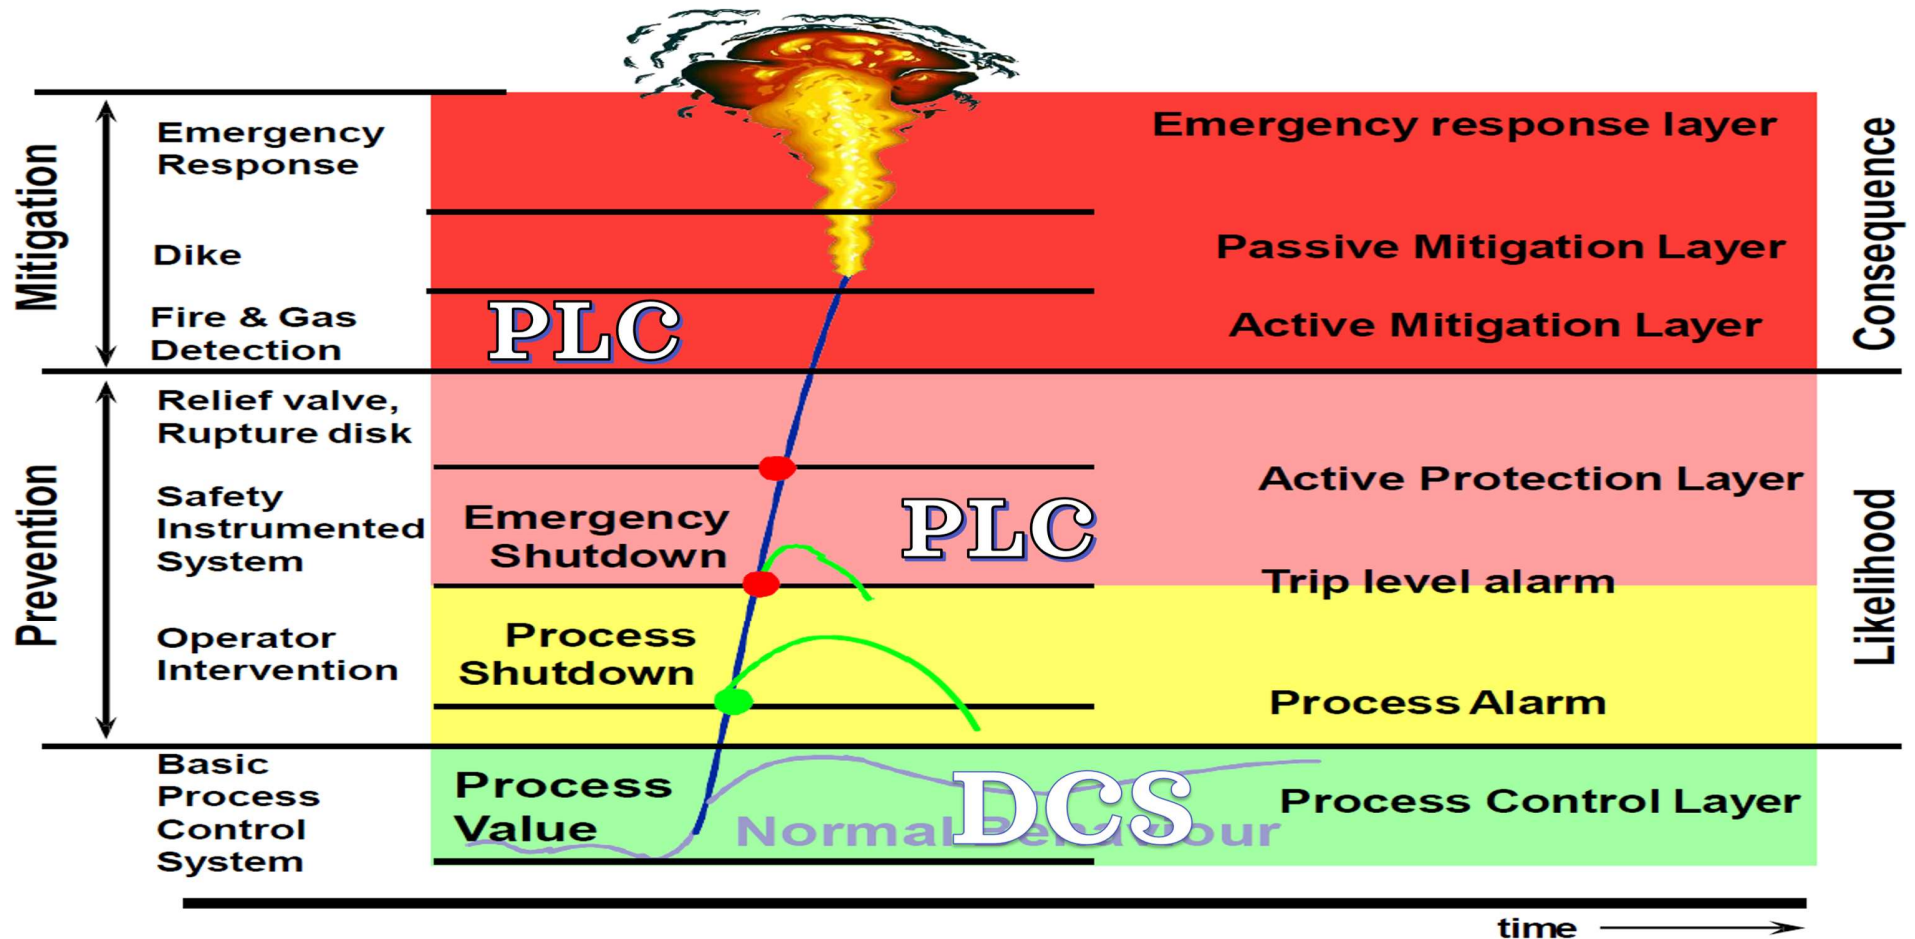 Mitigation
Emergency
Response
Dike
Fire & Gas
Detection
Prevention
Relief valve,
Rupture disk
Safety
Instrumented
System
Operator
Intervention
Basic
Process
Control
System
PLC
Emergency
Shutdown
PLC
Process
Shutdown
Process
Value
Normal Behaviour
DCS
Emergency response layer
Passive Mitigation Layer
Active Mitigation Layer
Active Protection Layer
Trip level alarm
Process Alarm
Process Control Layer
Consequence
Likelihood
time